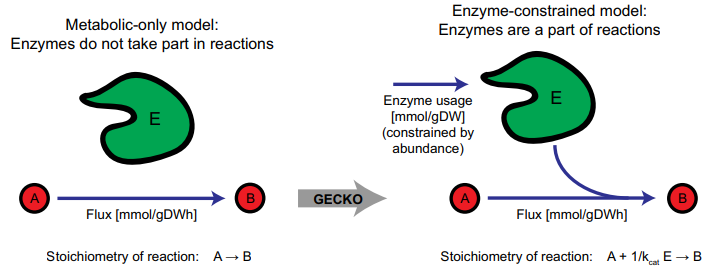 Metabolic-only model:
Enzymes do not take part in reactions
E
A
B
Flux [mmol/gDWh]
Stoichiometry of reaction: A → B
GECKO
Enzyme-constrained model:
Enzymes are a part of reactions
E
Enzyme usage
[mmol/gDW]
(constrained by
abundance)
A
B
Flux [mmol/gDWh]
Stoichiometry of reaction: A + 1/kcat E → B